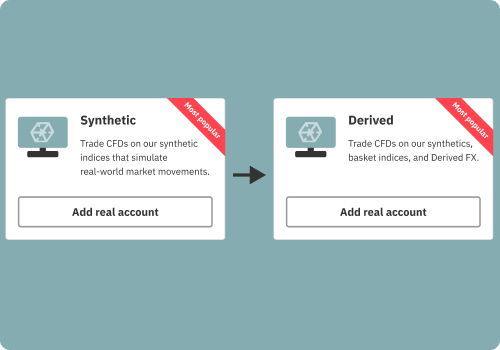 Most popular
Synthetic
Trade CFDs on our synthetic
indices that simulate
real-world market movements.
Add real account
Most popular
Derived
Trade CFDs on our synthetics,
basket indices, and Derived FX.
Add real account